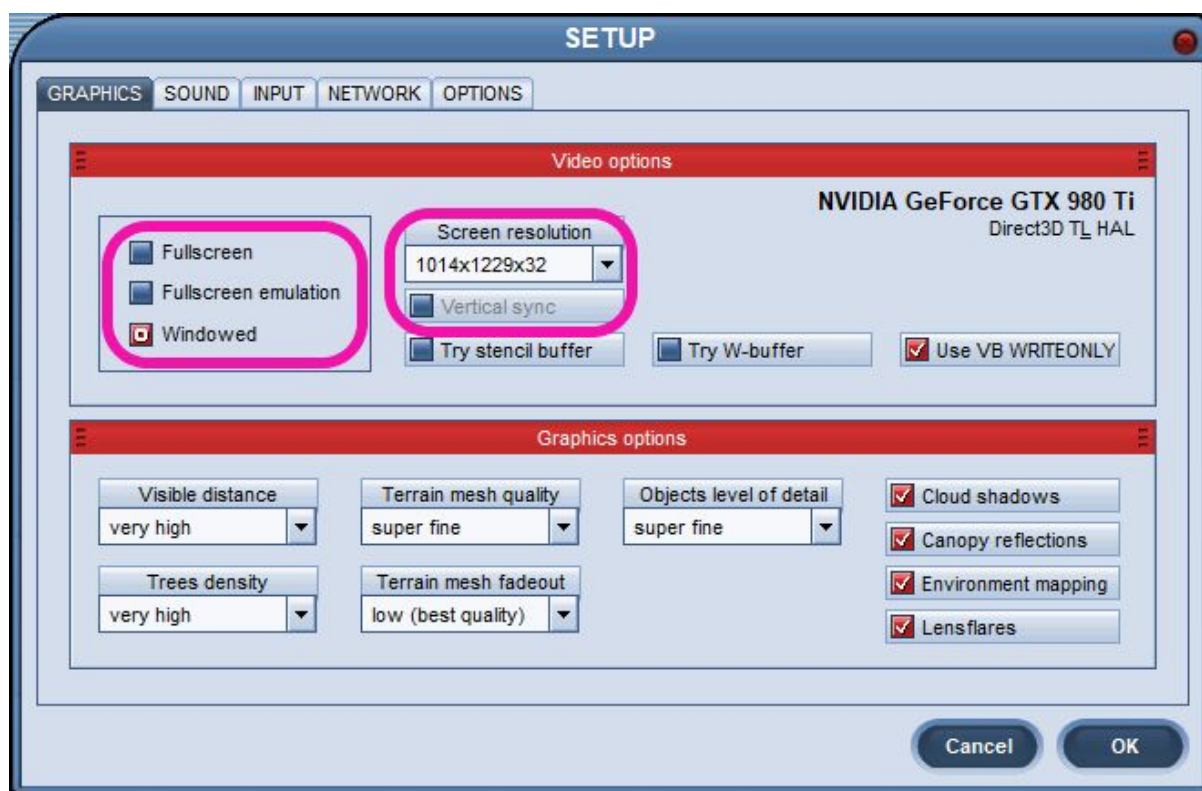 SETUP
GRAPHICS SOUND INPUT NETWORK OPTIONS
Video options
NVIDIA GeForce GTX 980 Ti
Direct3D TL HAL
Fullscreen
Fullscreen emulation
Windowed
Screen resolution
1014x1229x32
Vertical sync
Try stencil buffer
Try W-buffer
Use VB WRITEONLY
Graphics options
Visible distance
very high
Terrain mesh quality
super fine
Objects level of detail
super fine
Trees density
very high
Terrain mesh fadeout
low (best quality)
Cloud shadows
Canopy reflections
Environment mapping
Lensflares
Cancel
OK